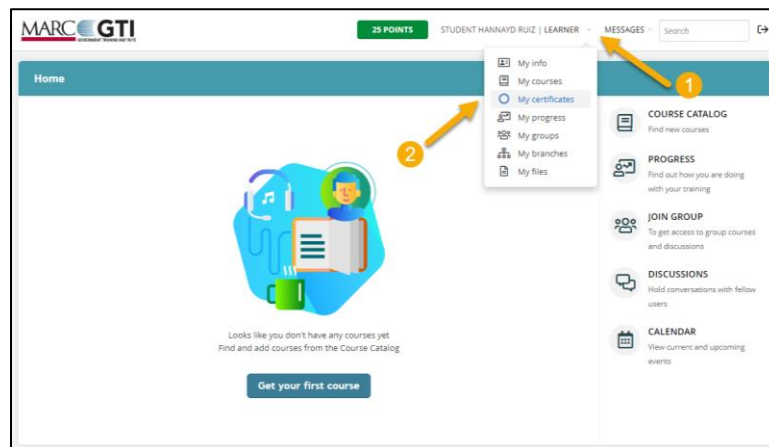 MARC GTI
GOVERNMENT TRAINING INSTITUTE
25 POINTS
STUDENT HANNAYD RUIZ | LEARNER
MESSAGES
Search
Home
1
2
My info
My courses
My certificates
My progress
My groups
My branches
My files
COURSE CATALOG
Find new courses
PROGRESS
Find out how you are doing
with your training
JOIN GROUP
To get access to group courses
and discussions
DISCUSSIONS
Hold conversations with fellow
users
CALENDAR
View current and upcoming
events
Looks like you don't have any courses yet
Find and add courses from the Course Catalog
Get your first course